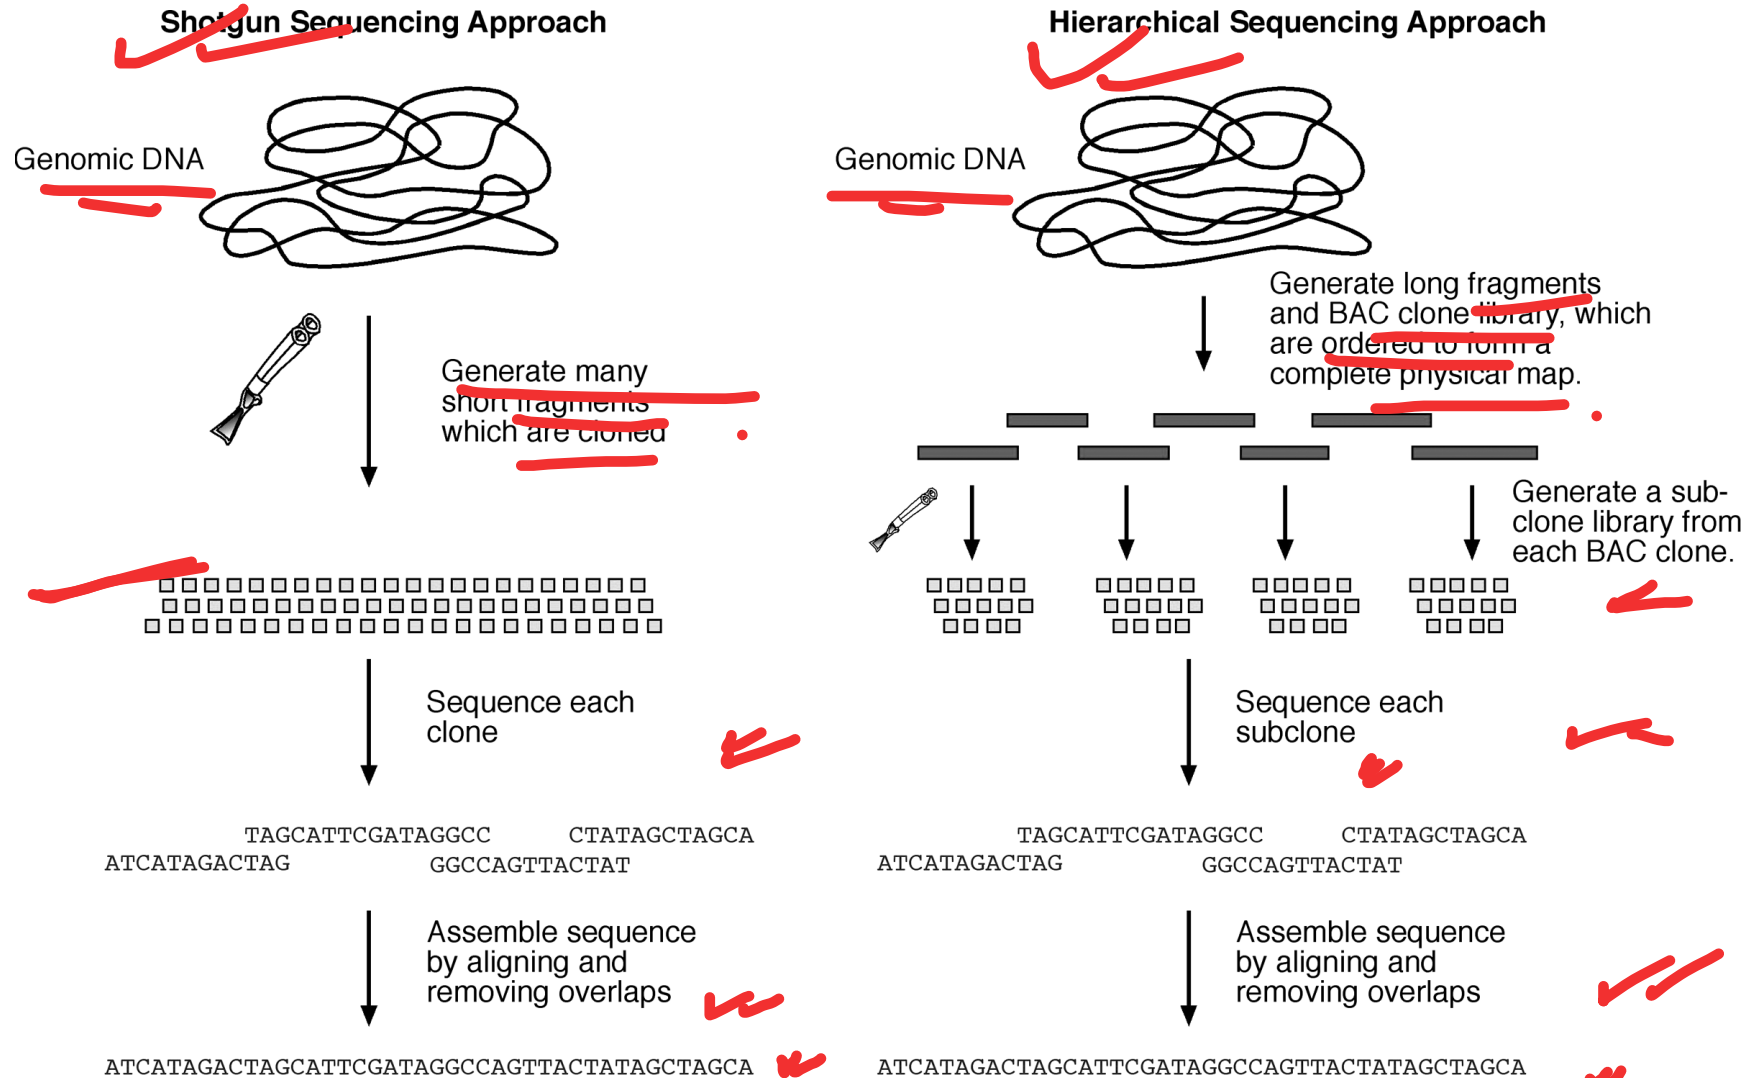 Shotgun Sequencing Approach
Genomic DNA
Generate many
short fragments
which are cloned
Sequence each
clone
TAGCATTCGATAGGCC CTATAGCTAGCA
ATCATAGACTAG GGCCAGTTACTAT
Assemble sequence
by aligning and
removing overlaps
ATCATAGACTAGCATTCGATAGGCCAGTTACTATAGCTAGCA
Hierarchical Sequencing Approach
Genomic DNA
Generate long fragments
and BAC clone library, which
are ordered to form a
complete physical map.
Generate a sub-
clone library from
each BAC clone.
Sequence each
subclone
TAGCATTCGATAGGCC CTATAGCTAGCA
ATCATAGACTAG GGCCAGTTACTAT
Assemble sequence
by aligning and
removing overlaps
ATCATAGACTAGCATTCGATAGGCCAGTTACTATAGCTAGCA